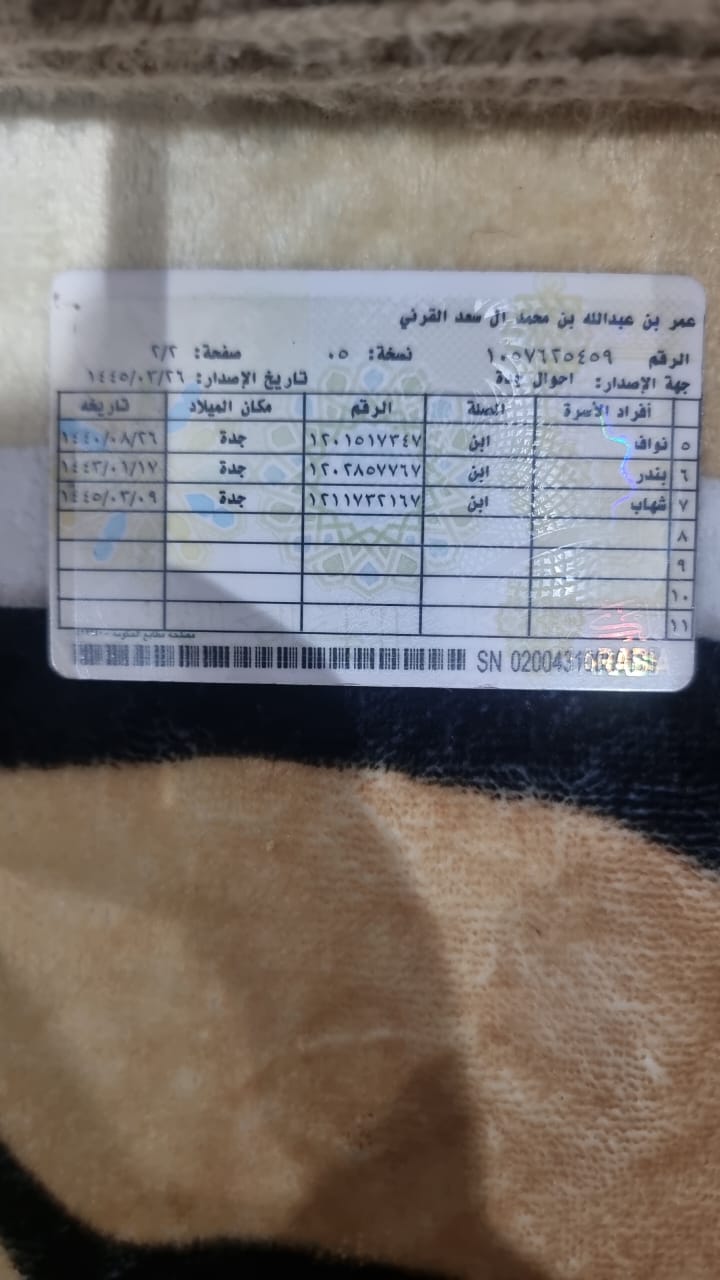 عمر بن عبدالله بن محمد آل سعد القرني
الرقم ١٠٥٧٦٢٥٤٥٩ نسخة: ٠٥ صفحة: ٢/٢
جهة الإصدار: احوال جدة تاريخ الإصدار: ١٤٤٥/٠٣/٢٦
أفراد الأسرة الصلة الرقم مكان الميلاد تاريخه
٥ نواف ابن ١٢٠١٥١٧٣٤٧ جدة ١٤٤٠/٠٨/٢٦
٦ بندر ابن ١٢٠٢٨٥٧٧٦٧ جدة
٧ شهاب ابن ١٢١١٧٣٢١٦٧ جدة ١٤٤٥/٠٣/٠٩
٨
٩
١٠
١١
SN 0200431